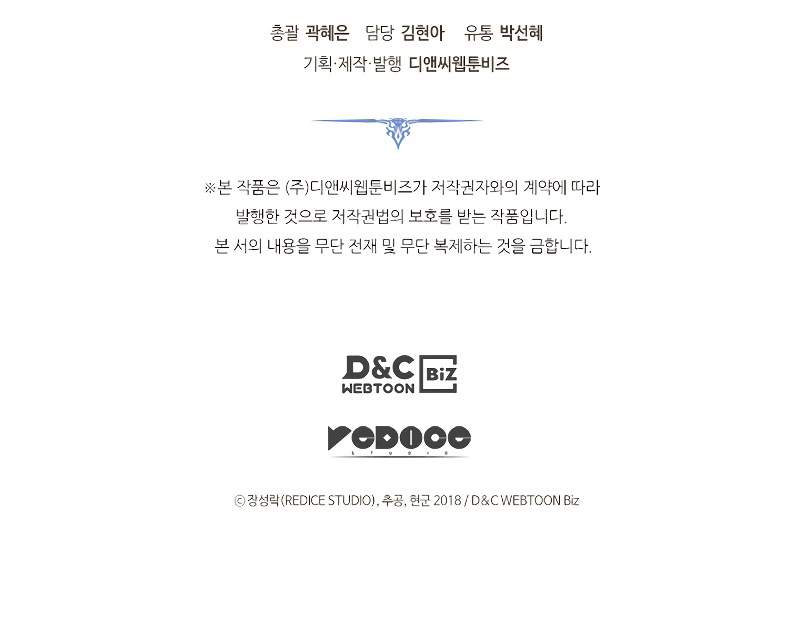 총괄 곽혜은 담당 김현아 유통 박선혜
기획·제작·발행 디앤씨웹툰비즈
※본 작품은 (주)디앤씨웹툰비즈가 저작권자와의 계약에 따라
발행한 것으로 저작권법의 보호를 받는 작품입니다.
본 서의 내용을 무단 전재 및 무단 복제하는 것을 금합니다.
D&C
WEBTOON BiZ
REDICE
STUDIO
ⓒ장성락(REDICE STUDIO), 추공, 현군 2018 / D&C WEBTOON Biz